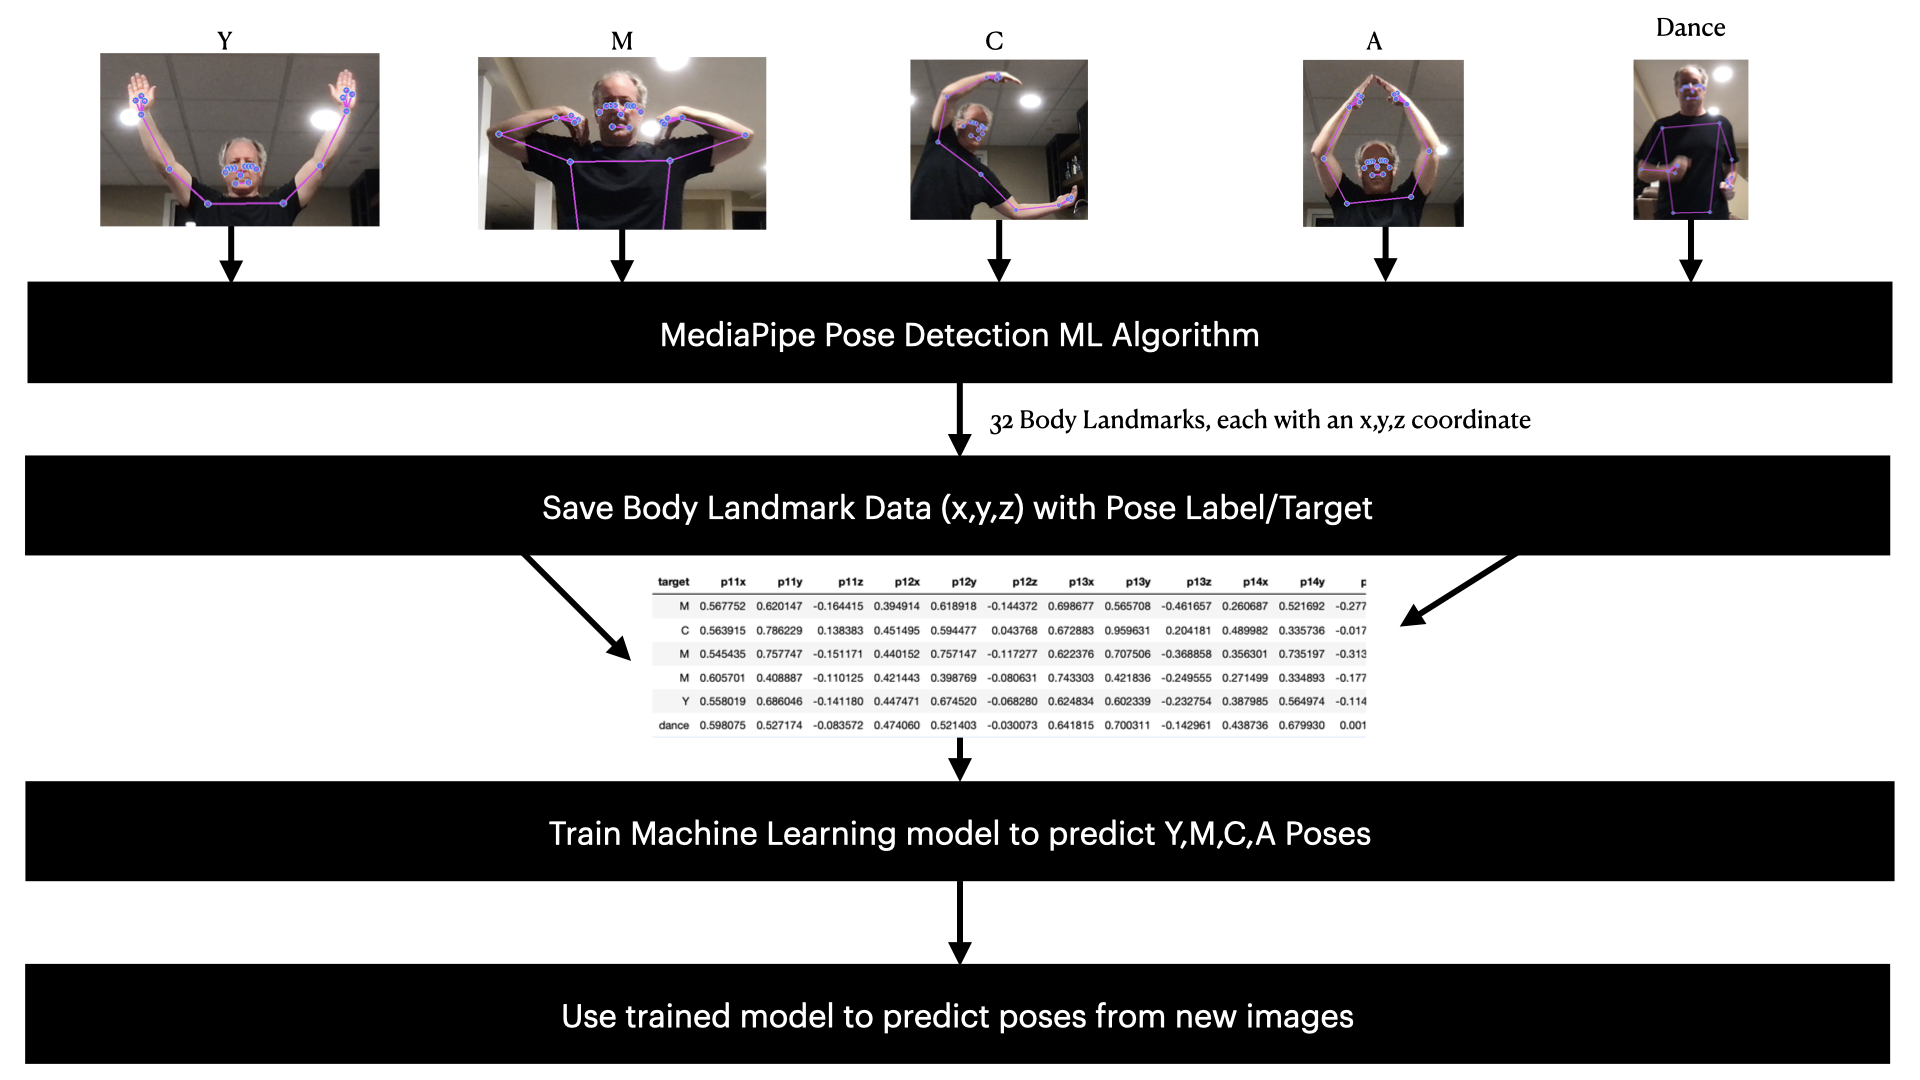 Y M C A Dance
MediaPipe Pose Detection ML Algorithm
32 Body Landmarks, each with an x,y,z coordinate
Save Body Landmark Data (x,y,z) with Pose Label/Target
target p11x p11y p11z p12x p12y p12z p13x p13y p13z p14x p14y p
M 0.567752 0.620147 -0.164415 0.394914 0.618918 -0.144372 0.698677 0.565708 -0.461657 0.260687 0.521692 -0.277
C 0.563915 0.786229 0.138383 0.451495 0.594477 0.043768 0.672883 0.959631 0.204181 0.489982 0.335736 -0.017
M 0.545435 0.757747 -0.151171 0.440152 0.757147 -0.117277 0.622376 0.707506 -0.368858 0.356301 0.735197 -0.313
M 0.605701 0.408887 -0.110125 0.421443 0.398769 -0.080631 0.743303 0.421836 -0.249555 0.271499 0.334893 -0.177
Y 0.558019 0.686046 -0.141180 0.447471 0.674520 -0.068280 0.624834 0.602339 -0.232754 0.387985 0.564974 -0.114
dance 0.598075 0.527174 -0.083572 0.474060 0.521403 -0.030073 0.641815 0.700311 -0.142961 0.438736 0.679930 0.001
Train Machine Learning model to predict Y,M,C,A Poses
Use trained model to predict poses from new images